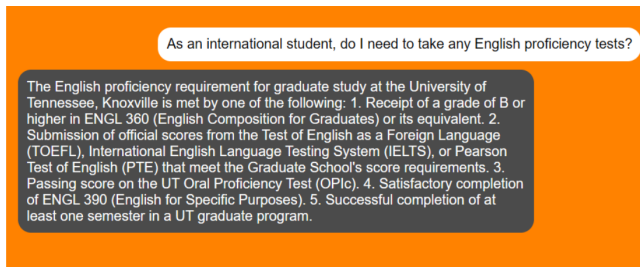 As an international student, do I need to take any English proficiency tests?
The English proficiency requirement for graduate study at the University of
Tennessee, Knoxville is met by one of the following: 1. Receipt of a grade of B or
higher in ENGL 360 (English Composition for Graduates) or its equivalent. 2.
Submission of official scores from the Test of English as a Foreign Language
(TOEFL), International English Language Testing System (IELTS), or Pearson
Test of English (PTE) that meet the Graduate School's score requirements. 3.
Passing score on the UT Oral Proficiency Test (OPIc). 4. Satisfactory completion
of ENGL 390 (English for Specific Purposes). 5. Successful completion of at
least one semester in a UT graduate program.